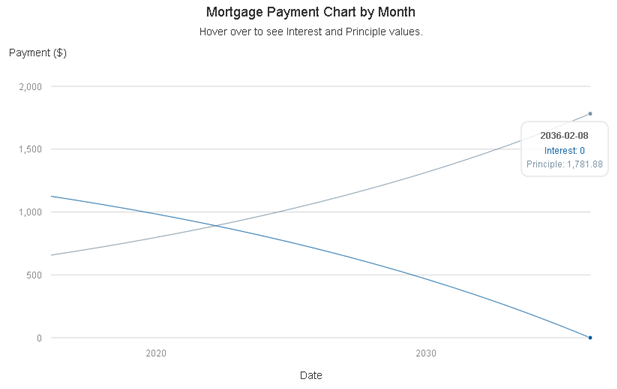 Mortgage Payment Chart by Month
Hover over to see Interest and Principle values.
Payment ($)
2,000
1,500
1,000
500
0
2036-02-08
Interest: 0
Principle: 1,781.88
2020
2030
Date